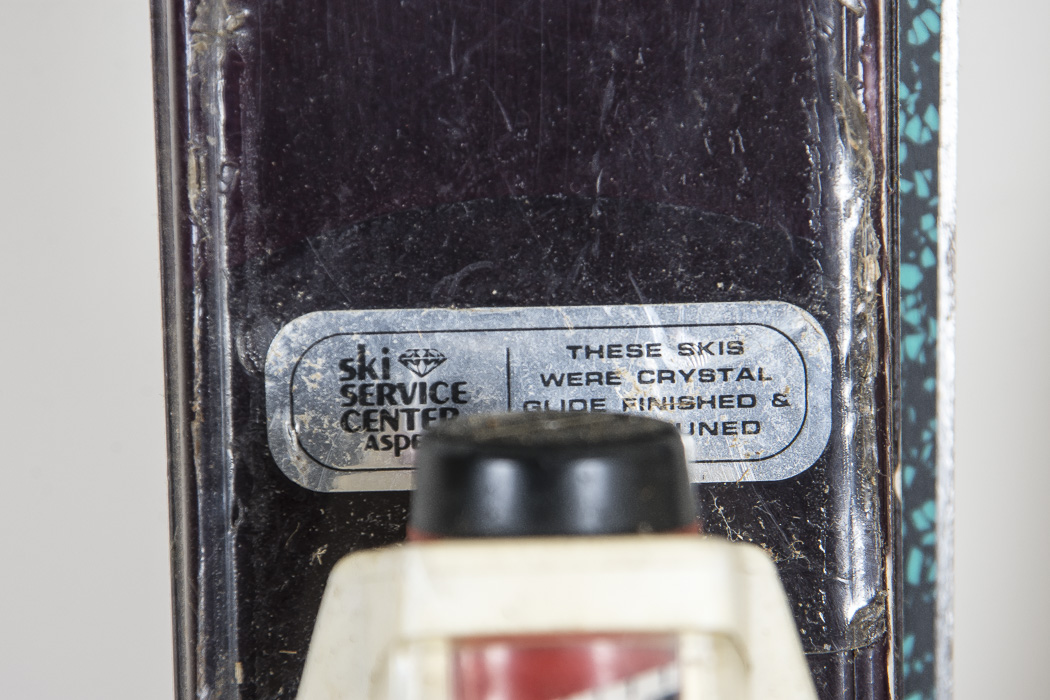 ski
SERVICE
CENTER
THESE SKIS
WERE CRYSTAL
GLIDE FINISHED &